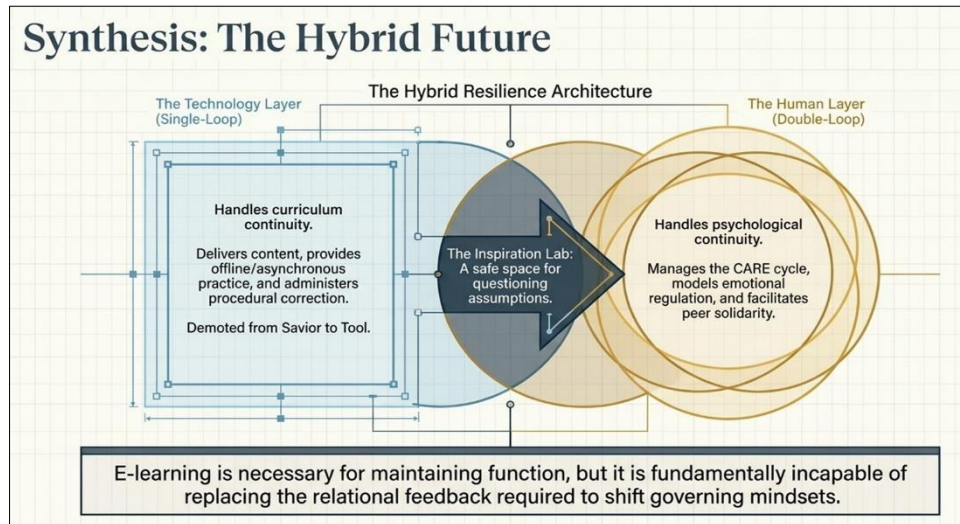 Synthesis: The Hybrid Future
The Hybrid Resilience Architecture
The Technology Layer
(Single-Loop)
The Human Layer
(Double-Loop)
Handles curriculum
continuity.
Delivers content, provides
offline/asynchronous
practice, and administers
procedural correction.
Demoted from Savior to Tool.
The Inspiration Lab:
A safe space for
questioning
assumptions.
Handles psychological
continuity.
Manages the CARE cycle,
models emotional
regulation, and facilitates
peer solidarity.
E-learning is necessary for maintaining function, but it is fundamentally incapable of
replacing the relational feedback required to shift governing mindsets.